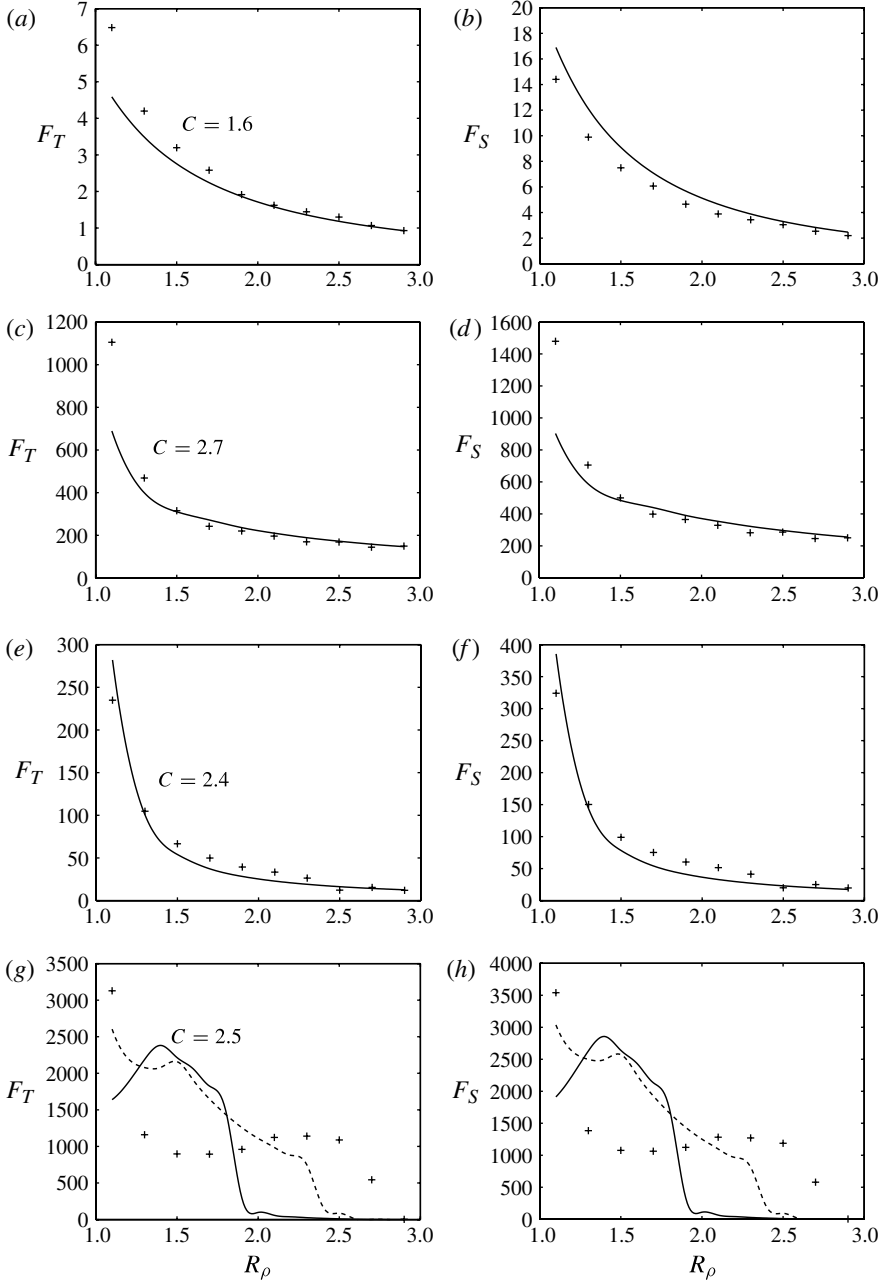 (a)
7
6
5
4
3
2
1
0
F_T
C = 1.6
1.0 1.5 2.0 2.5 3.0
(b)
20
18
16
14
12
10
8
6
4
2
0
F_S
1.0 1.5 2.0 2.5 3.0
(c)
1200
1000
800
600
400
200
0
F_T
C = 2.7
1.0 1.5 2.0 2.5 3.0
(d)
1600
1400
1200
1000
800
600
400
200
0
F_S
1.0 1.5 2.0 2.5 3.0
(e)
300
250
200
150
100
50
0
F_T
C = 2.4
1.0 1.5 2.0 2.5 3.0
(f)
400
350
300
250
200
150
100
50
0
F_S
1.0 1.5 2.0 2.5 3.0
(g)
3500
3000
2500
2000
1500
1000
500
0
F_T
C = 2.5
1.0 1.5 2.0 2.5 3.0
R_ρ
(h)
4000
3500
3000
2500
2000
1500
1000
500
0
F_S
1.0 1.5 2.0 2.5 3.0
R_ρ